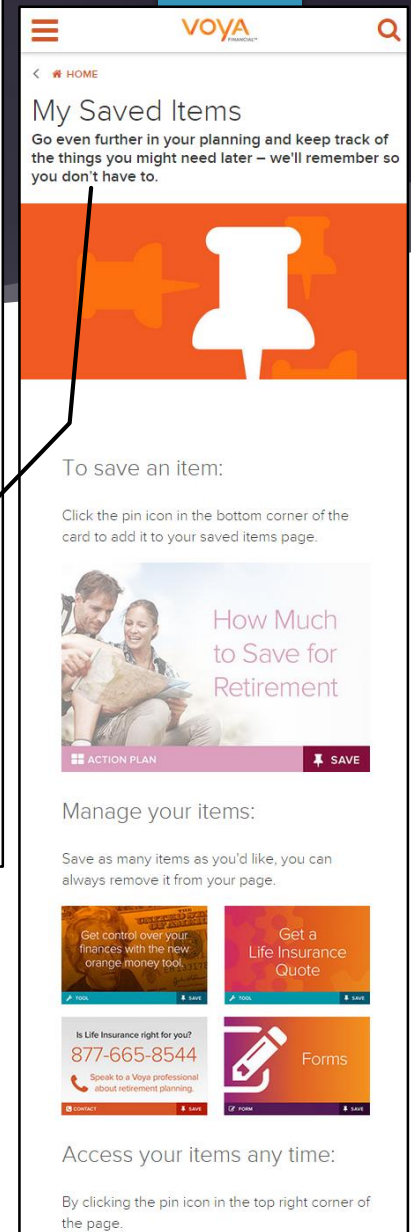 VOYA
FINANCIAL™
HOME
My Saved Items
Go even further in your planning and keep track of
the things you might need later – we'll remember so
you don't have to.
To save an item:
Click the pin icon in the bottom corner of the
card to add it to your saved items page.
How Much
to Save for
Retirement
ACTION PLAN
SAVE
Manage your items:
Save as many items as you'd like, you can
always remove it from your page.
Get control over your
finances with the new
orange money tool.
TOOL
SAVE
Get a
Life Insurance
Quote
TOOL
SAVE
Is Life Insurance right for you?
877-665-8544
Speak to a Voya professional
about retirement planning.
CONTACT
SAVE
Forms
FORM
SAVE
Access your items any time:
By clicking the pin icon in the top right corner of
the page.